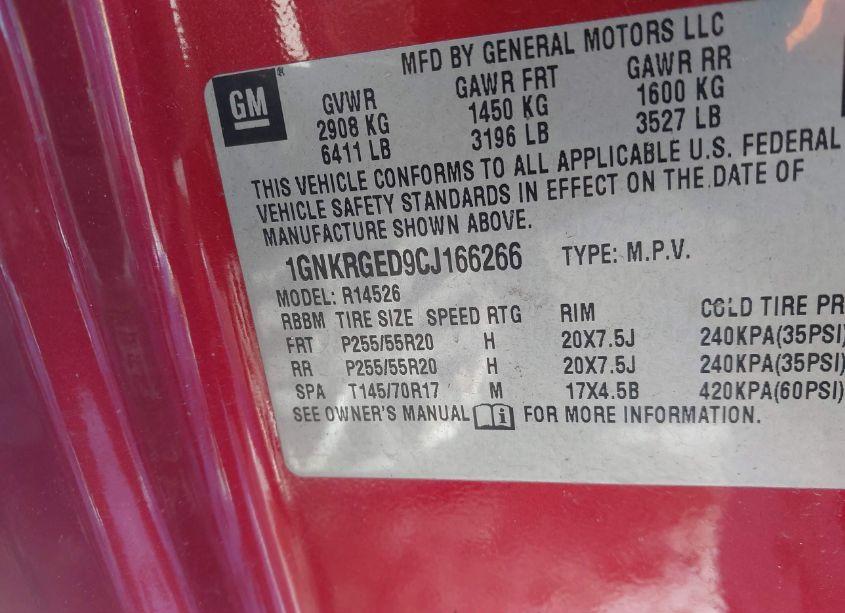 MFD BY GENERAL MOTORS LLC
GM®
GVWR GAWR FRT GAWR RR
2908 KG 1450 KG 1600 KG
6411 LB 3196 LB 3527 LB
THIS VEHICLE CONFORMS TO ALL APPLICABLE U.S. FEDERAL
VEHICLE SAFETY STANDARDS IN EFFECT ON THE DATE OF
MANUFACTURE SHOWN ABOVE.
1GNKRGED9CJ166266 TYPE: M.P.V.
MODEL: R14526
RBBM TIRE SIZE SPEED RTG RIM COLD TIRE PR
FRT P255/55R20 H 20X7.5J 240KPA(35PSI)
RR P255/55R20 H 20X7.5J 240KPA(35PSI)
SPA T145/70R17 M 17X4.5B 420KPA(60PSI)
SEE OWNER'S MANUAL i FOR MORE INFORMATION.